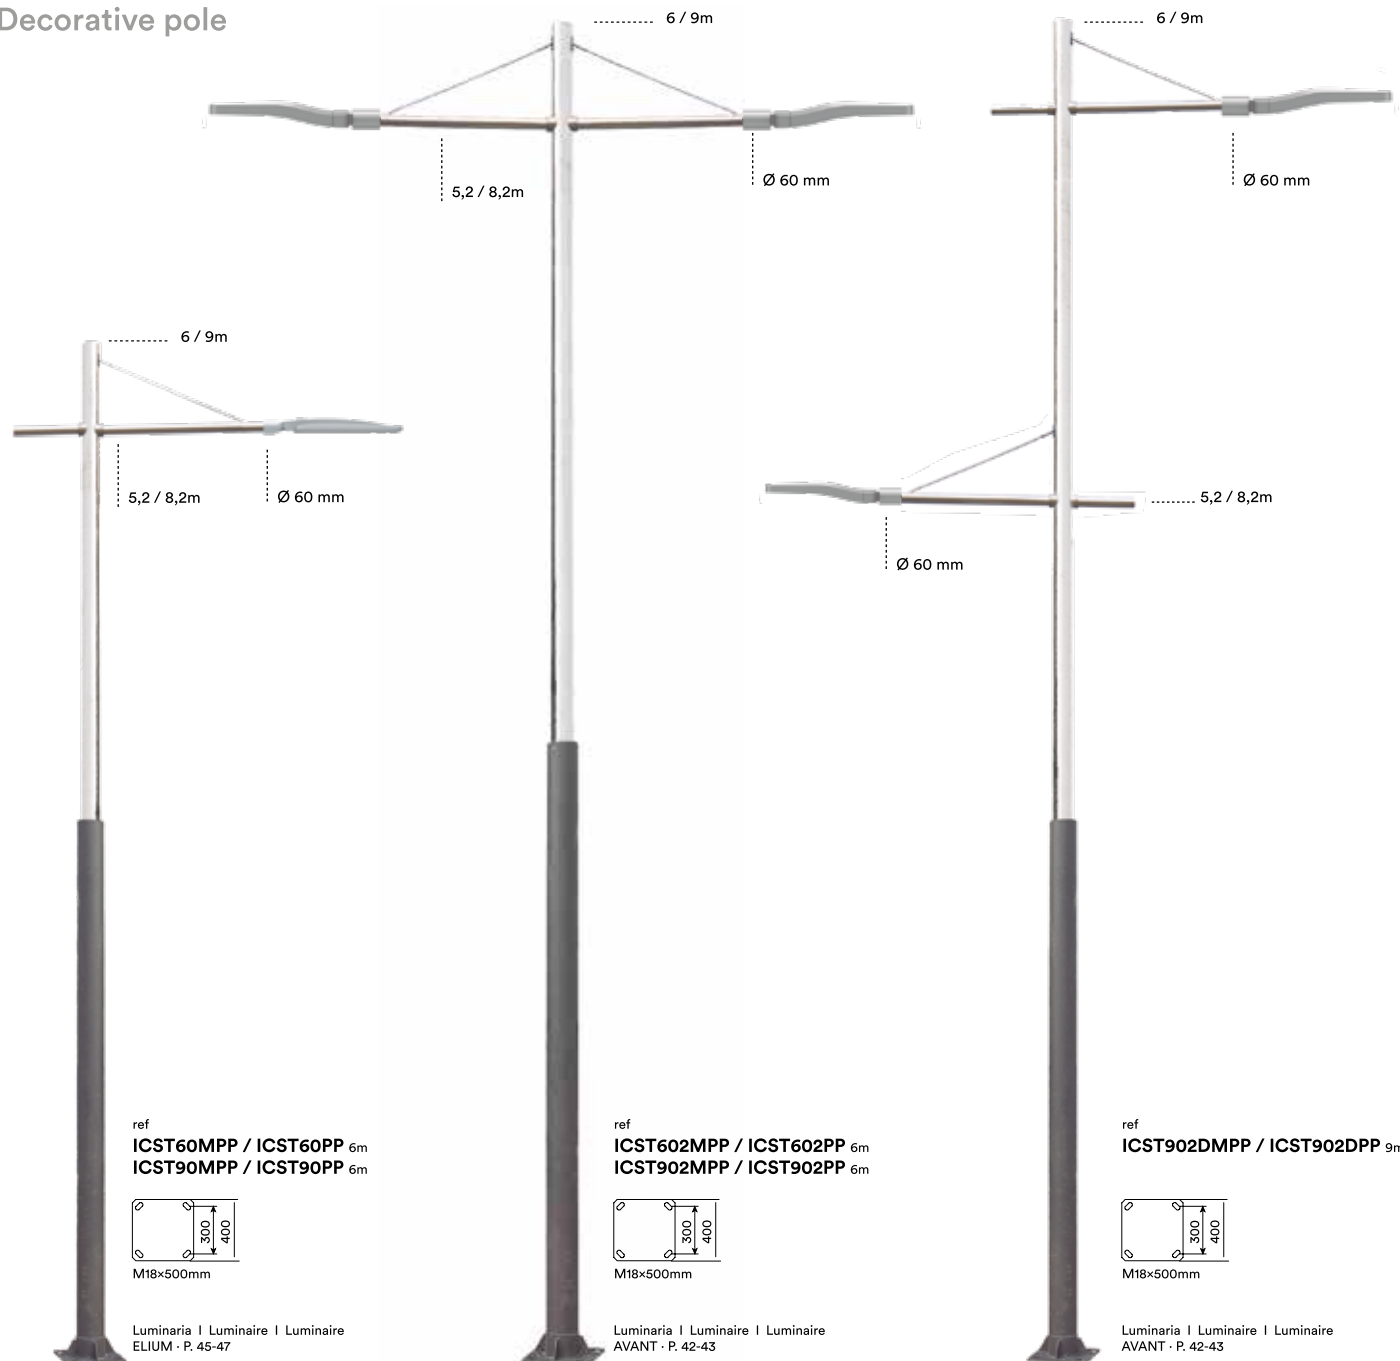 Decorative pole
6 / 9m
5,2 / 8,2m
Ø 60 mm
ref
ICST60MPP / ICST60PP 6m
ICST90MPP / ICST90PP 6m
300
400
M18×500mm
Luminaria I Luminaire I Luminaire
ELIUM · P. 45-47
6 / 9m
5,2 / 8,2m
Ø 60 mm
ref
ICST602MPP / ICST602PP 6m
ICST902MPP / ICST902PP 6m
300
400
M18×500mm
Luminaria I Luminaire I Luminaire
AVANT · P. 42-43
6 / 9m
Ø 60 mm
5,2 / 8,2m
Ø 60 mm
ref
ICST902DMPP / ICST902DPP 9m
300
400
M18×500mm
Luminaria I Luminaire I Luminaire
AVANT · P. 42-43